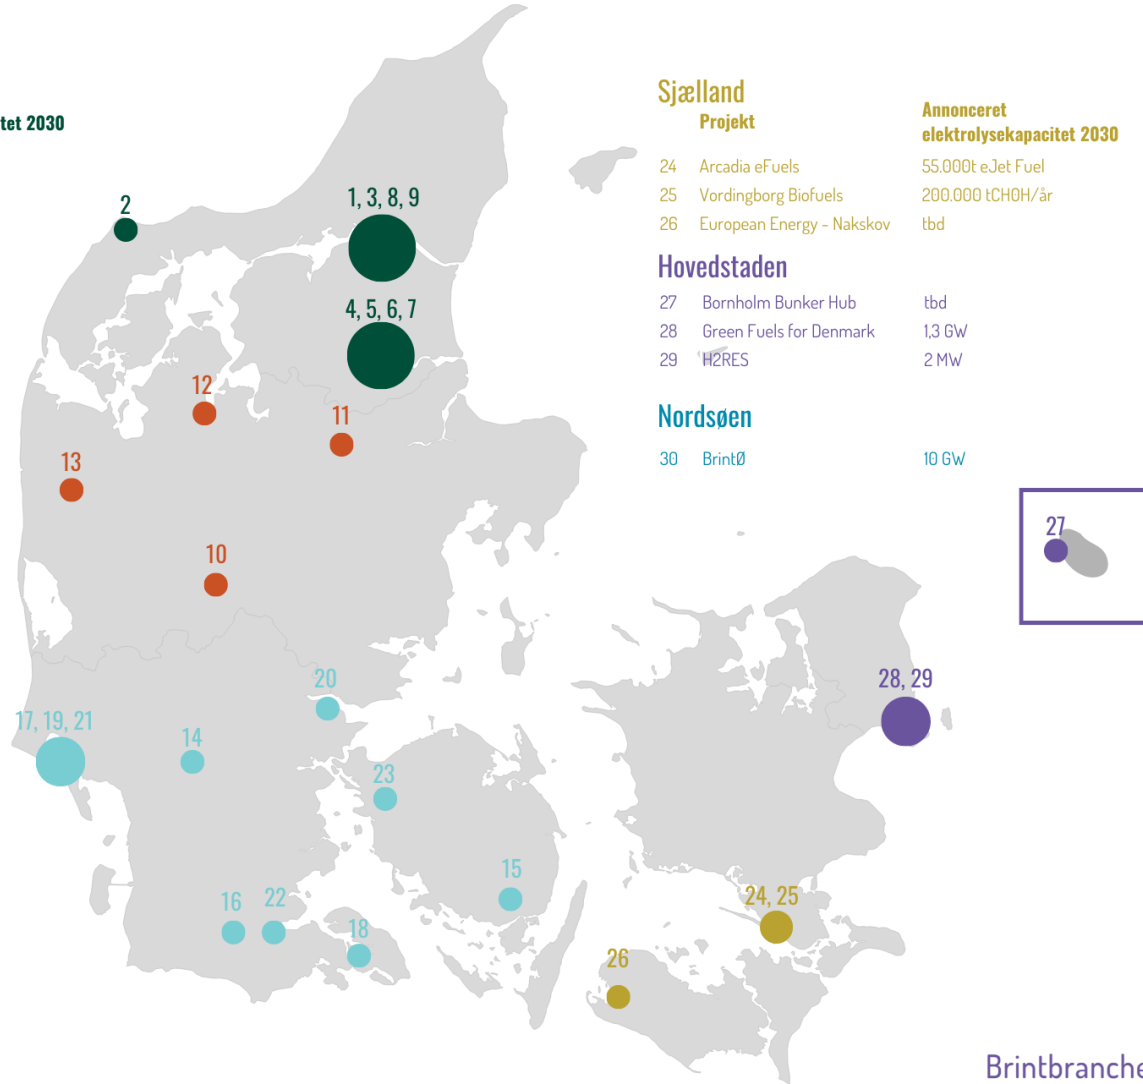 tet 2030
Sjælland
Projekt
Annonceret
elektrolysekapacitet 2030
24 Arcadia eFuels 55.000t eJet Fuel
25 Vordingborg Biofuels 200.000 tCH0H/år
26 European Energy - Nakskov tbd
Hovedstaden
27 Bornholm Bunker Hub tbd
28 Green Fuels for Denmark 1,3 GW
29 H2RES 2 MW
Nordsøen
30 BrintØ 10 GW
2
1, 3, 8, 9
4, 5, 6, 7
12
11
13
10
27
20
28, 29
17, 19, 21
14
23
15
24, 25
16
22
18
26
Brintbranche